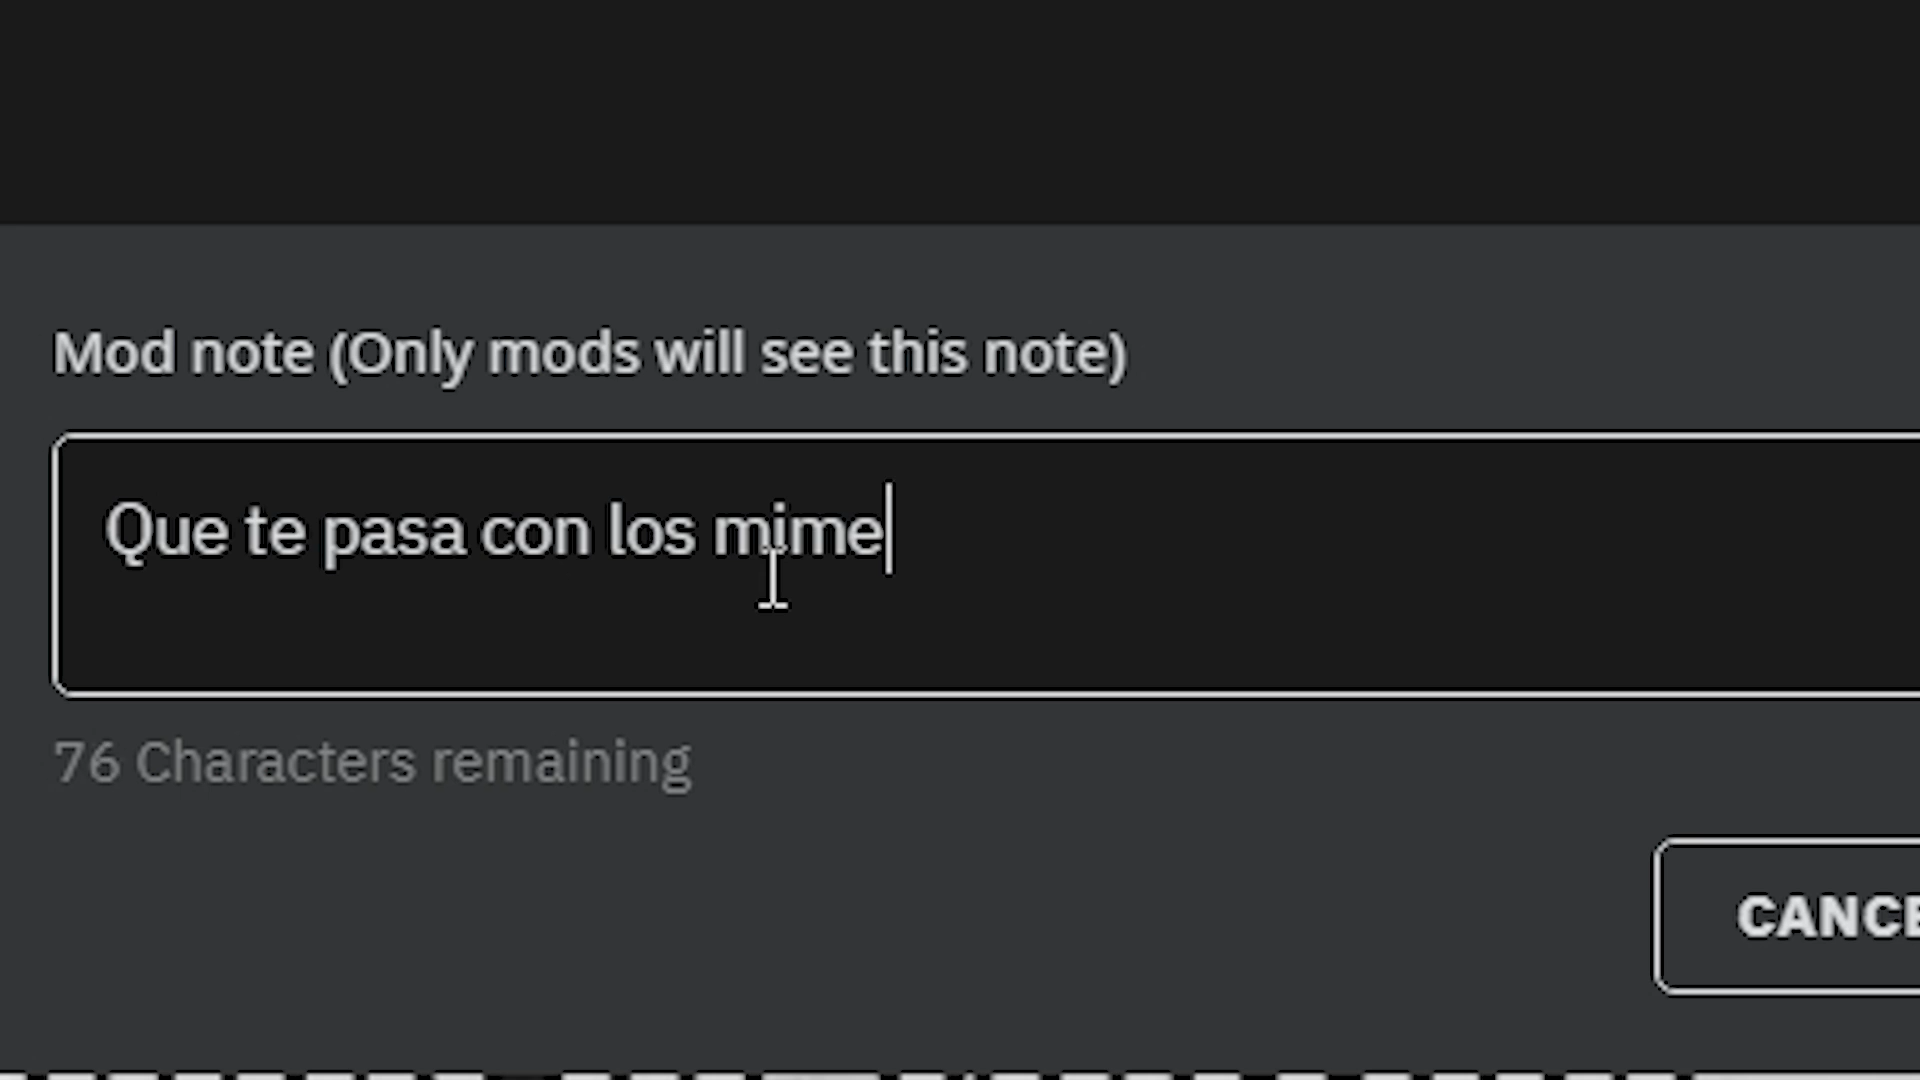 Mod note (Only mods will see this note)
Que te pasa con los mime
76 Characters remaining
CANCE